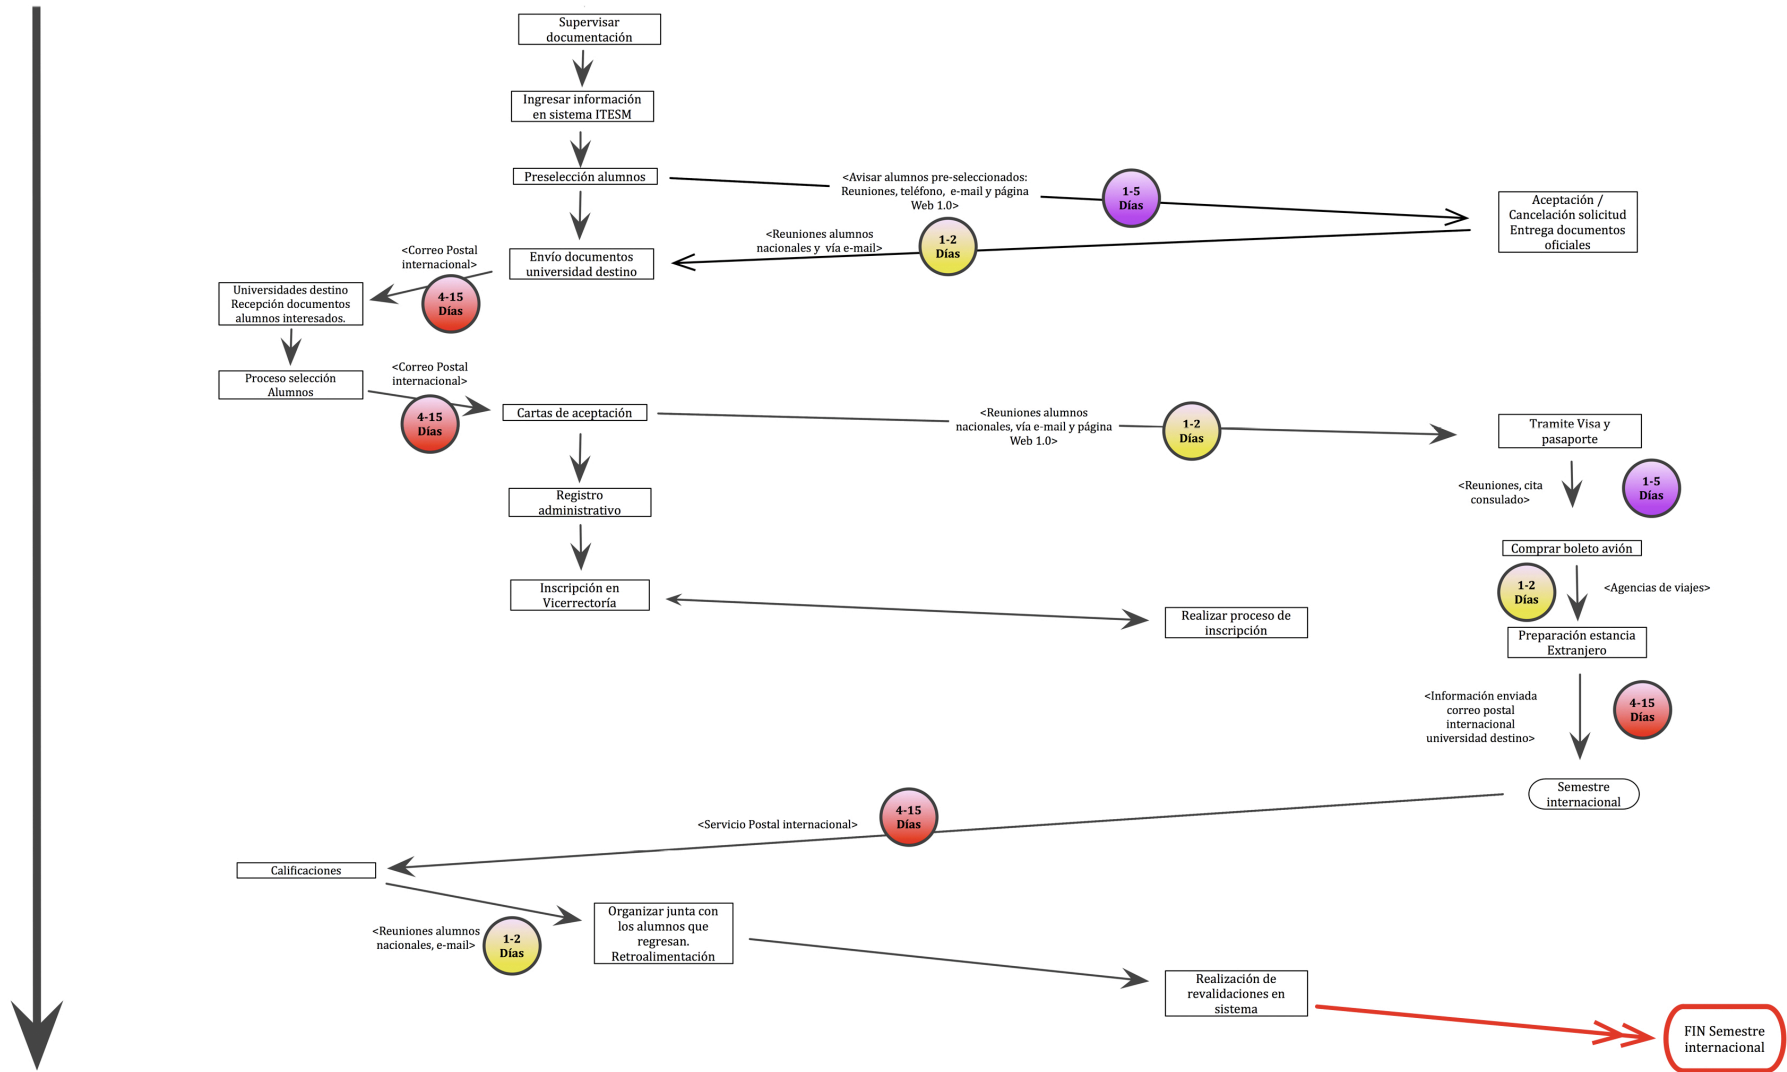 Supervisar
documentación
Ingresar información
en sistema ITESM
Preselección alumnos
<Avisar alumnos pre-seleccionados:
Reuniones, teléfono, e-mail y página
Web 1.0>
1-5
Días
Aceptación /
Cancelación solicitud
Entrega documentos
oficiales
<Reuniones alumnos
nacionales y vía e-mail>
1-2
Días
Envío documentos
universidad destino
<Correo Postal
internacional>
4-15
Días
Universidades destino
Recepción documentos
alumnos interesados.
Proceso selección
Alumnos
<Correo Postal
internacional>
4-15
Días
Cartas de aceptación
<Reuniones alumnos
nacionales, vía e-mail y página
Web 1.0>
1-2
Días
Tramite Visa y
pasaporte
<Reuniones, cita
consulado>
1-5
Días
Registro
administrativo
Comprar boleto avión
1-2
Días
<Agencias de viajes>
Inscripción en
Vicerrectoría
Realizar proceso de
inscripción
Preparación estancia
Extranjero
<Información enviada
correo postal
internacional
universidad destino>
4-15
Días
Semestre
internacional
<Servicio Postal internacional>
4-15
Días
Calificaciones
<Reuniones alumnos
nacionales, e-mail>
1-2
Días
Organizar junta con
los alumnos que
regresan.
Retroalimentación
Realización de
revalidaciones en
sistema
FIN Semestre
internacional